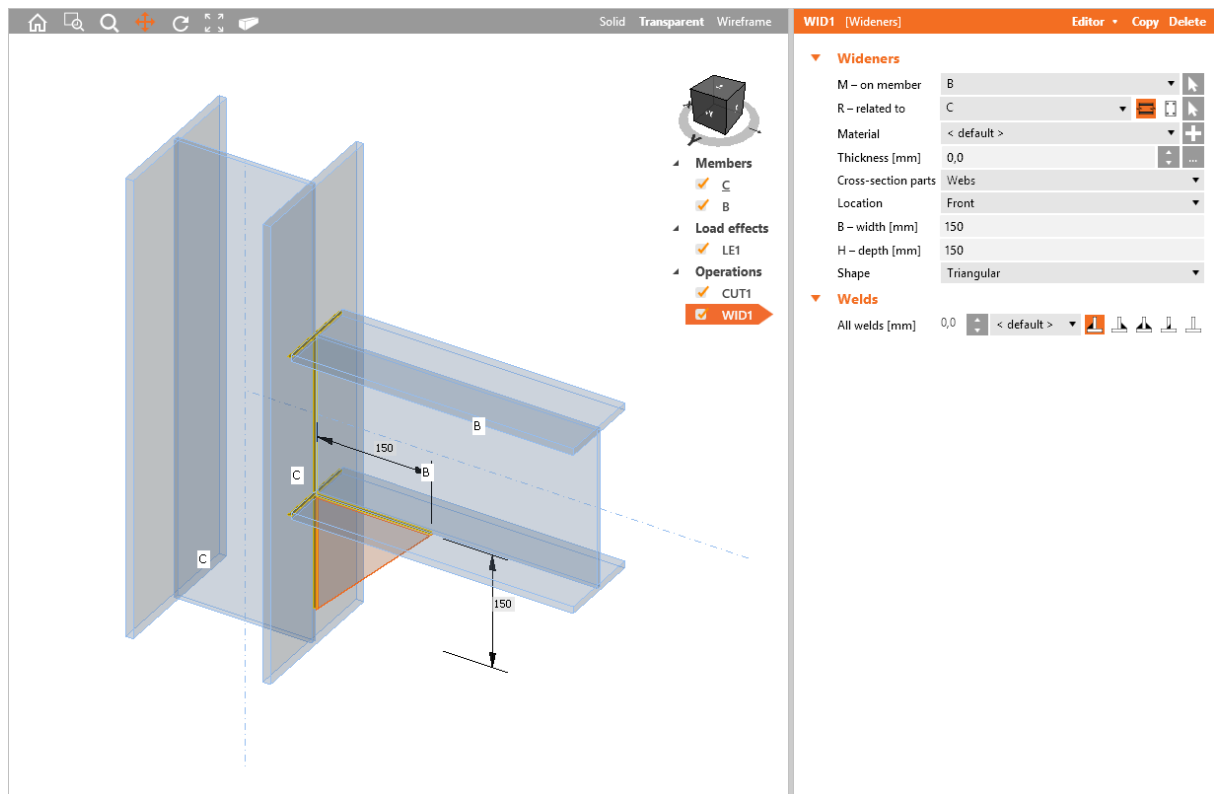 Solid Transparent Wireframe
WID1 [Wideners] Editor Copy Delete
Members
C
B
Load effects
LE1
Operations
CUT1
WID1
+Y
Y
B
150
B
C
C
150
Wideners
M – on member B
R – related to C
Material < default >
Thickness [mm] 0,0 ...
Cross-section parts Webs
Location Front
B – width [mm] 150
H – depth [mm] 150
Shape Triangular
Welds
All welds [mm] 0,0 < default >